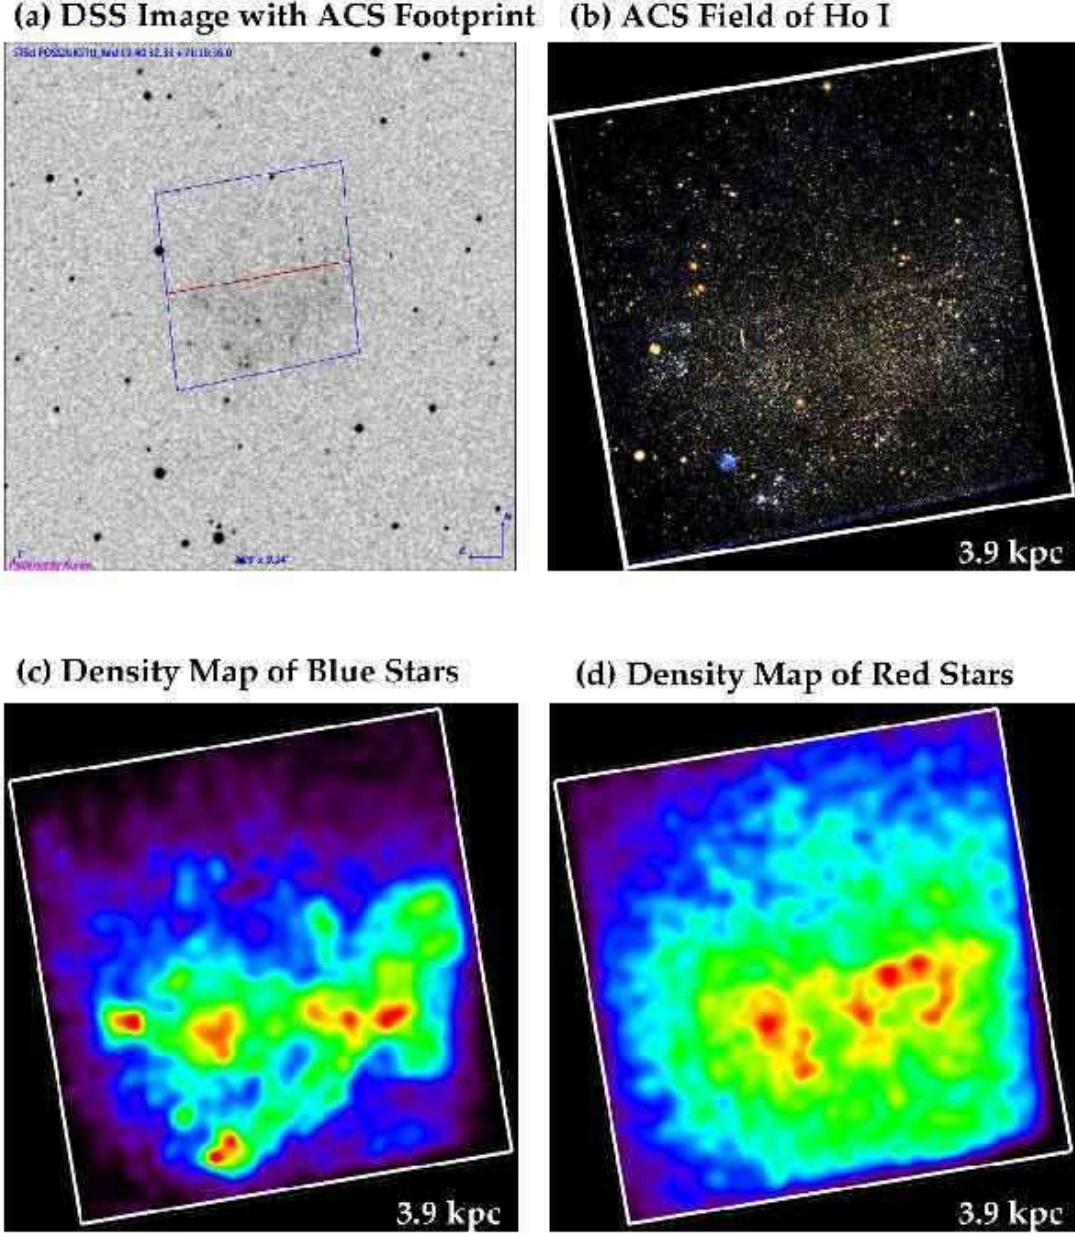 (a) DSS Image with ACS Footprint
(b) ACS Field of Ho I
N
E
3.9 kpc
(c) Density Map of Blue Stars
(d) Density Map of Red Stars
3.9 kpc
3.9 kpc